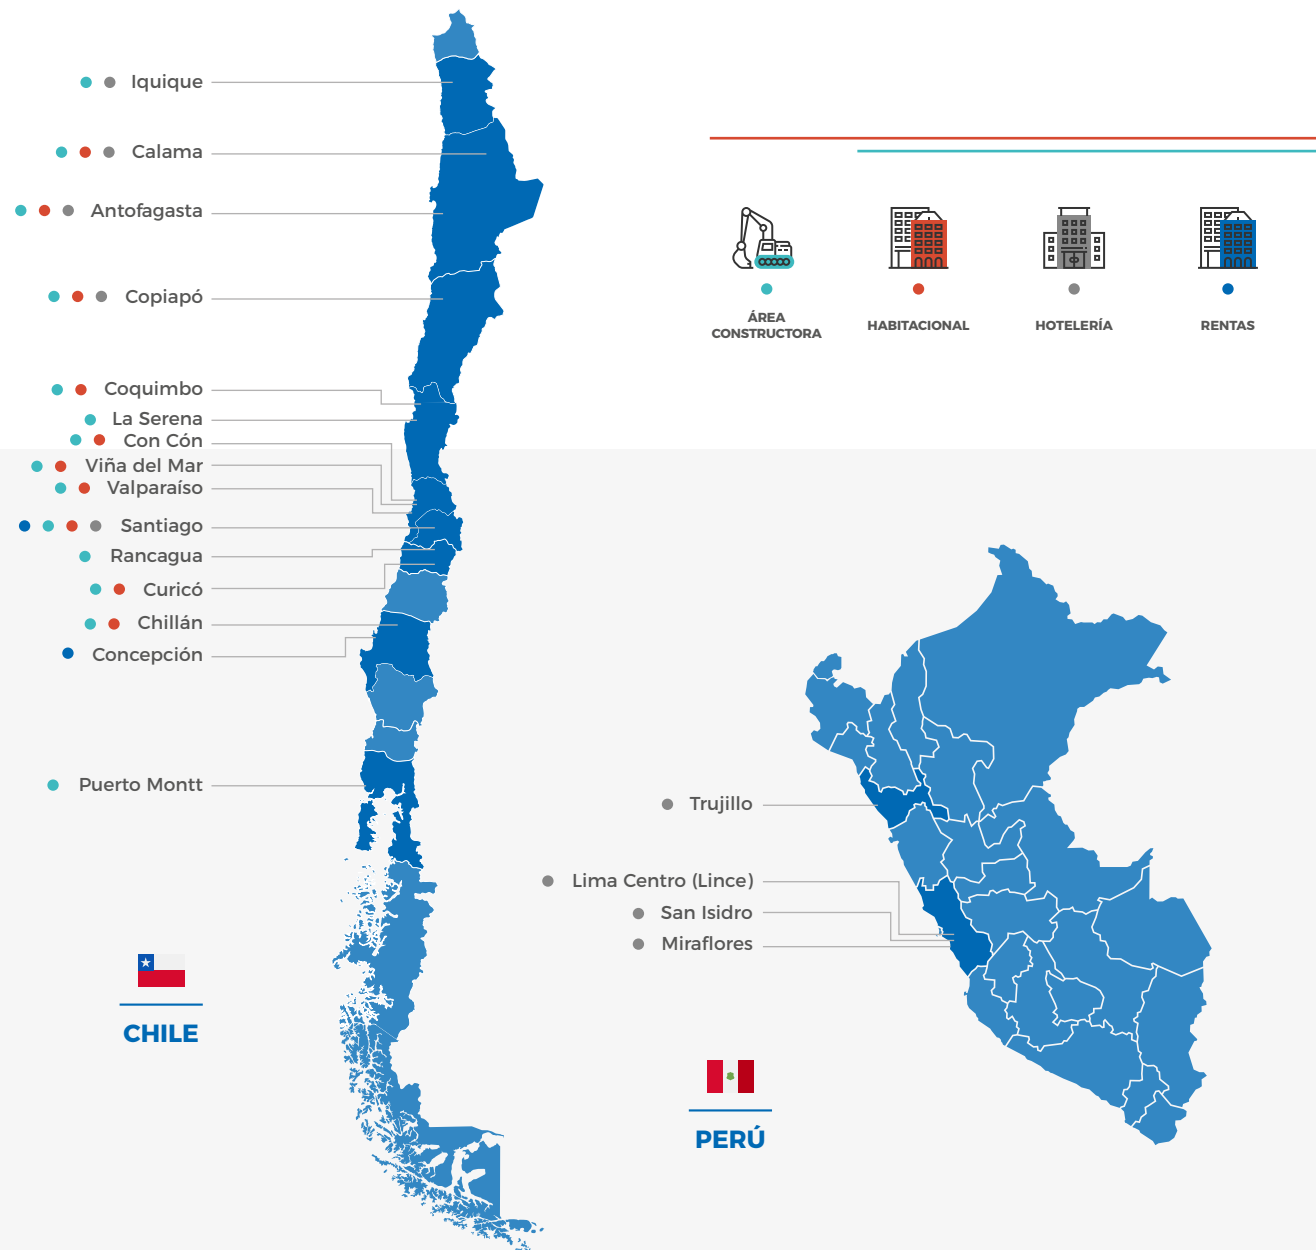 Iquique
Calama
Antofagasta
Copiapó
Coquimbo
La Serena
Con Cón
Viña del Mar
Valparaíso
Santiago
Rancagua
Curicó
Chillán
Concepción
Puerto Montt
CHILE
ÁREA
CONSTRUCTORA
HABITACIONAL
HOTELERÍA
RENTAS
Trujillo
Lima Centro (Lince)
San Isidro
Miraflores
PERÚ